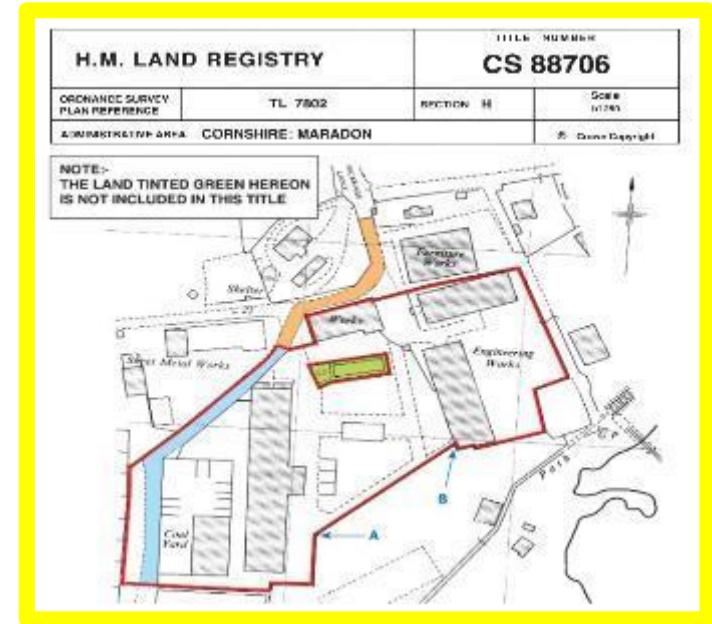 TITLE NUMBER
H.M. LAND REGISTRY
CS 88706
ORDNANCE SURVEY
PLAN REFERENCE
TL 7802
SECTION H
Scale
ADMINISTRATIVE AREA CORNSHIRE: MARADON
© Crown Copyright
NOTE:-
THE LAND TINTED GREEN HEREON
IS NOT INCLUDED IN THIS TITLE
Furniture
Works
Shelter
Works
Sheet Metal Works
Engineering
Works
Path
B
A
Coal
Yard